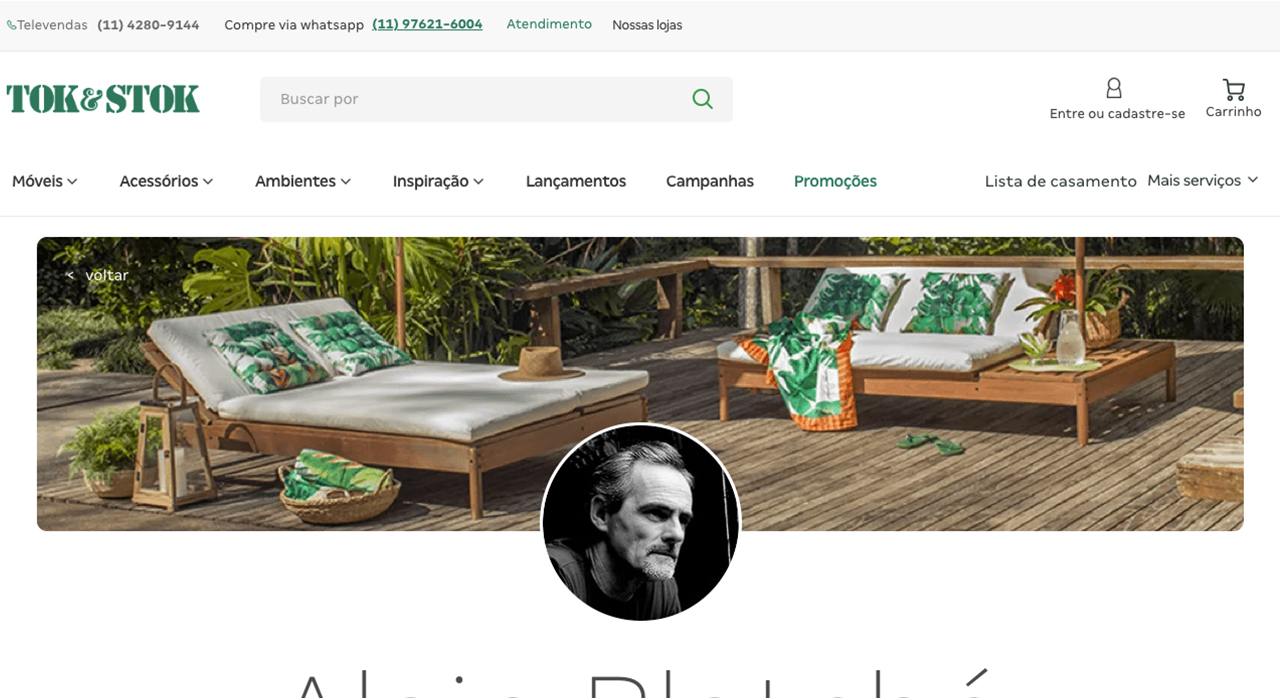 Televendas (11) 4280-9144 Compre via whatsapp (11) 97621-6004 Atendimento Nossas lojas
TOK&STOK
Buscar por
Entre ou cadastre-se
Carrinho
Móveis Acessórios Ambientes Inspiração Lançamentos Campanhas Promoções Lista de casamento Mais serviços
< voltar